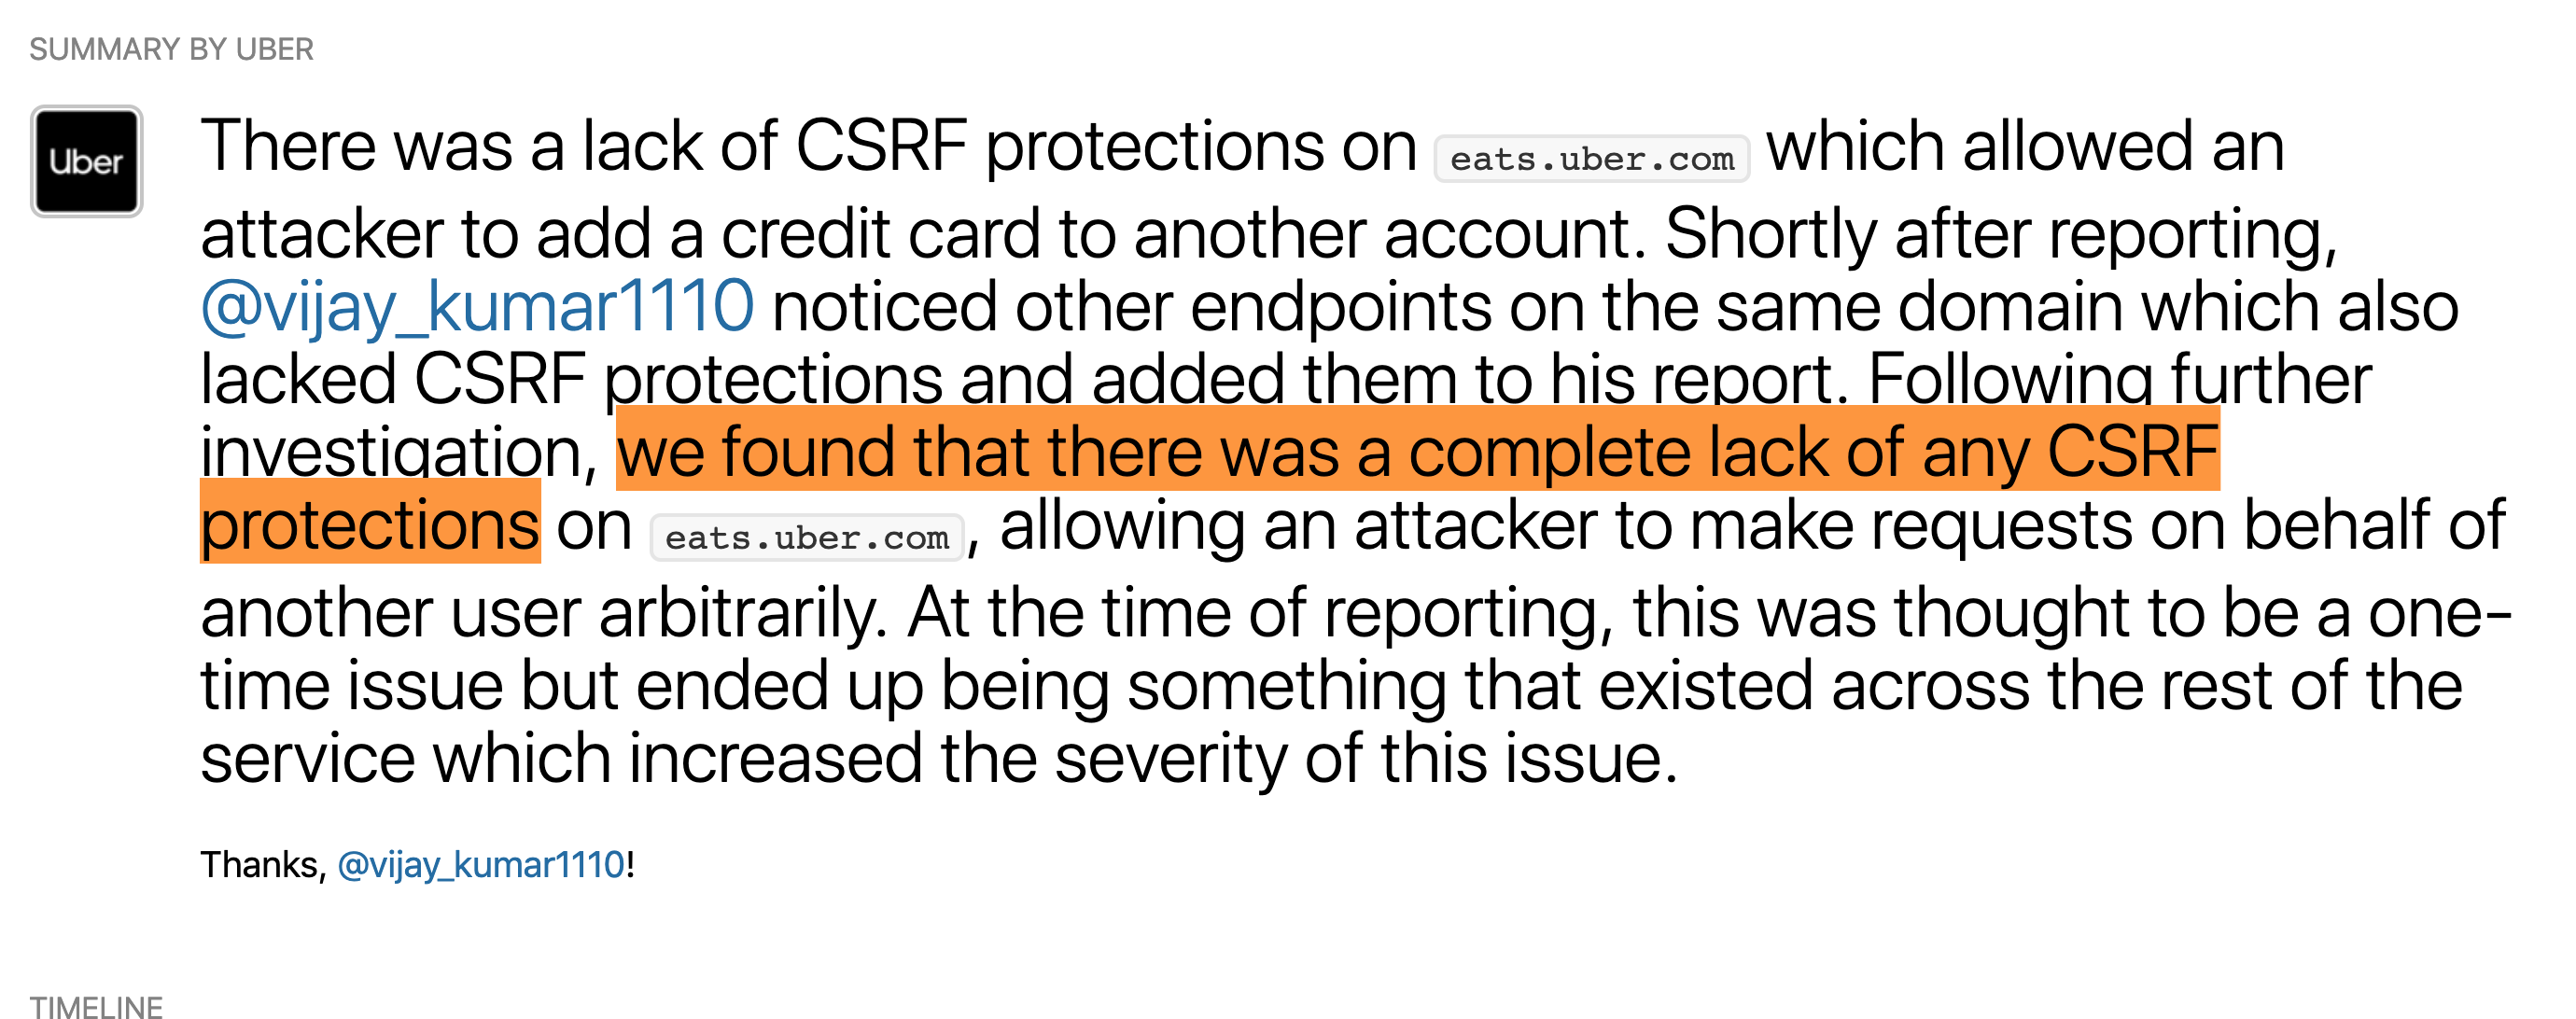 SUMMARY BY UBER
Uber
There was a lack of CSRF protections on eats.uber.com which allowed an
attacker to add a credit card to another account. Shortly after reporting,
@vijay_kumar1110 noticed other endpoints on the same domain which also
lacked CSRF protections and added them to his report. Following further
investigation, we found that there was a complete lack of any CSRF
protections on eats.uber.com, allowing an attacker to make requests on behalf of
another user arbitrarily. At the time of reporting, this was thought to be a one-
time issue but ended up being something that existed across the rest of the
service which increased the severity of this issue.
Thanks, @vijay_kumar1110!
TIMELINE